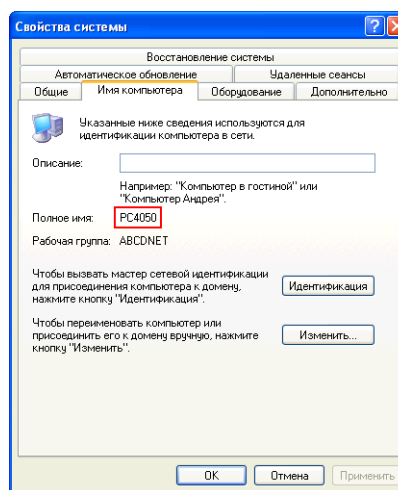 Свойства системы
Восстановление системы
Автоматическое обновление Удаленные сеансы
Общие Имя компьютера Оборудование Дополнительно
Указанные ниже сведения используются для
идентификации компьютера в сети.
Описание:
Например: "Компьютер в гостиной" или
"Компьютер Андрея".
Полное имя: PC4050
Рабочая группа: ABCDNET
Чтобы вызвать мастер сетевой идентификации
для присоединения компьютера к домену,
нажмите кнопку "Идентификация".
Идентификация
Чтобы переименовать компьютер или
присоединить его к домену вручную, нажмите
кнопку "Изменить".
Изменить...
OK Отмена Применить